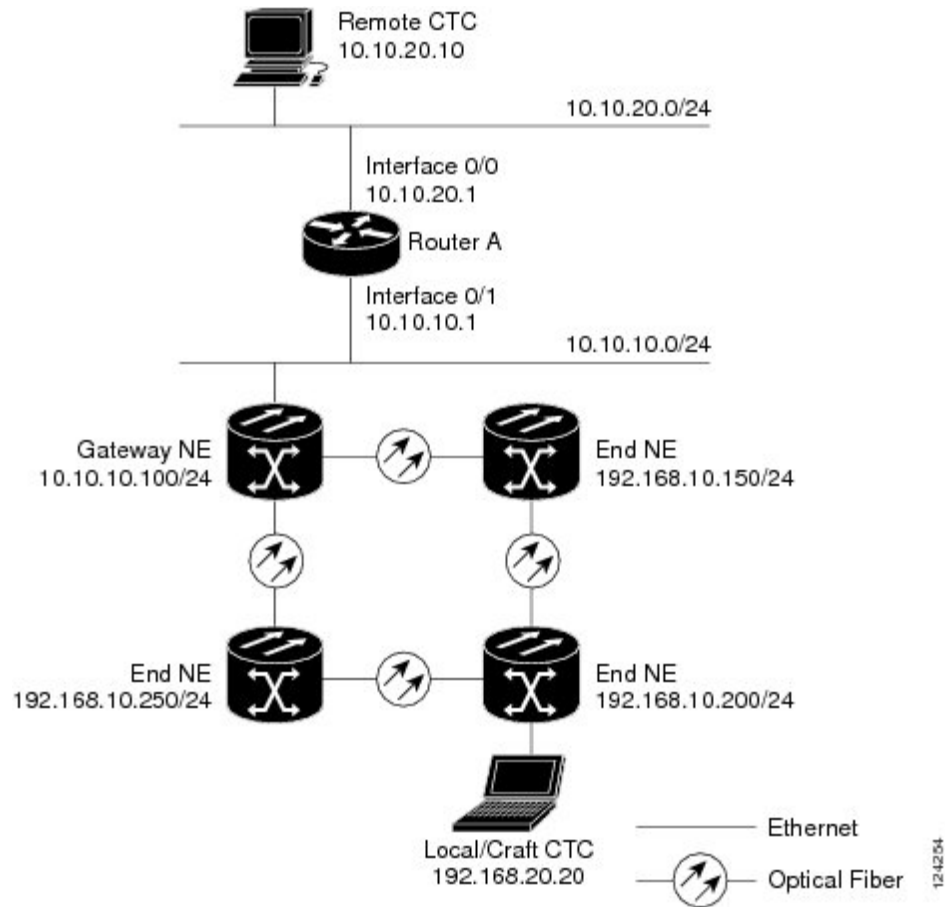 Remote CTC
10.10.20.10
10.10.20.0/24
Interface 0/0
10.10.20.1
Router A
Interface 0/1
10.10.10.1
10.10.10.0/24
Gateway NE
10.10.10.100/24
End NE
192.168.10.150/24
End NE
192.168.10.250/24
End NE
192.168.10.200/24
Local/Craft CTC
192.168.20.20
Ethernet
Optical Fiber
124254